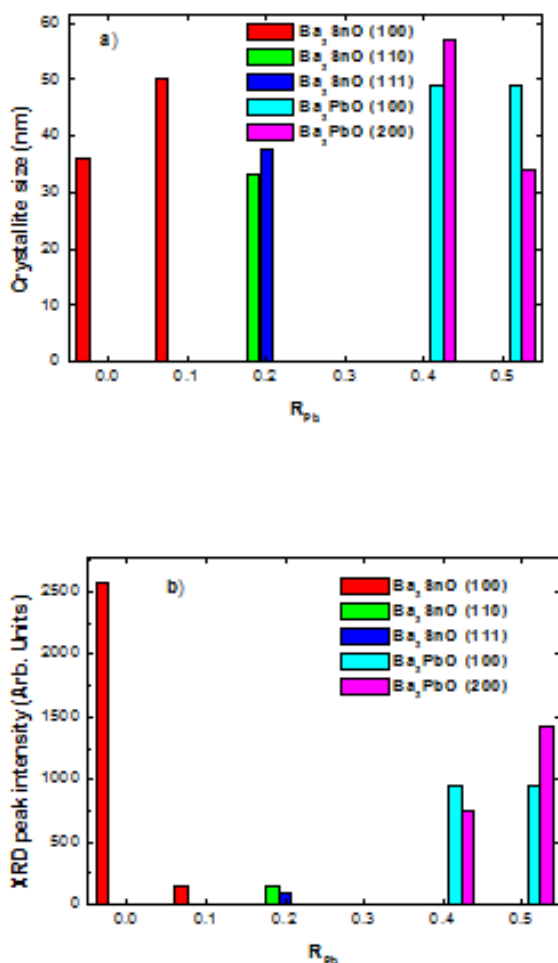 a)
Ba₃SnO (100)
Ba₃SnO (110)
Ba₃SnO (111)
Ba₃PbO (100)
Ba₃PbO (200)
Crystallite size (nm)
60
50
40
30
20
10
0
0.0 0.1 0.2 0.3 0.4 0.5
R_Pb
b)
Ba₃SnO (100)
Ba₃SnO (110)
Ba₃SnO (111)
Ba₃PbO (100)
Ba₃PbO (200)
XRD peak intensity (Arb. Units)
2500
2000
1500
1000
500
0
0.0 0.1 0.2 0.3 0.4 0.5
R_Pb